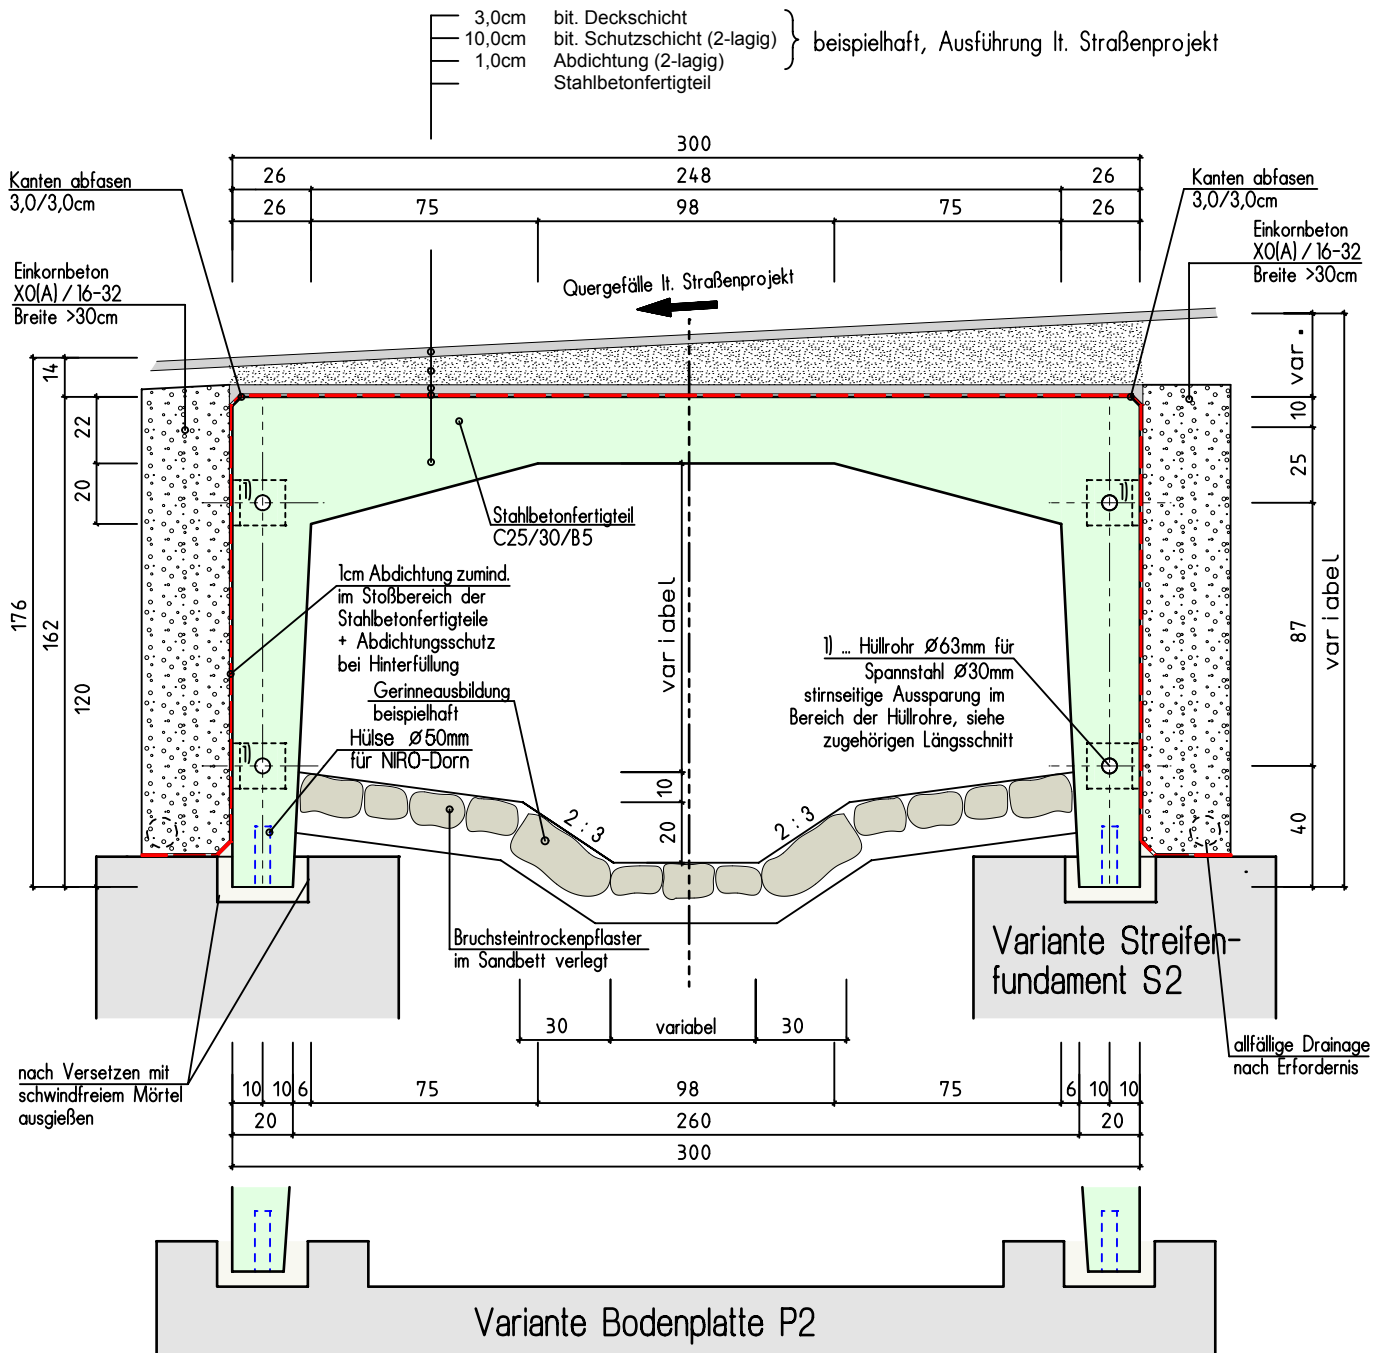 3,0cm bit. Deckschicht
10,0cm bit. Schutzschicht (2-lagig)
1,0cm Abdichtung (2-lagig)
Stahlbetonfertigteil
beispielhaft, Ausführung lt. Straßenprojekt
300
26 248 26
26 75 98 75 26
Kanten abfasen
3,0/3,0cm
Kanten abfasen
3,0/3,0cm
Einkornbeton
X0(A) / 16-32
Breite >30cm
Einkornbeton
X0(A) / 16-32
Breite >30cm
Quergefälle lt. Straßenprojekt
14
22
20
176
162
120
var.
10
25
87
40
variabel
1)
1)
1)
Stahlbetonfertigteil
C25/30/B5
1cm Abdichtung zumind.
im Stoßbereich der
Stahlbetonfertigteile
+ Abdichtungsschutz
bei Hinterfüllung
Gerinneausbildung
beispielhaft
Hülse Ø50mm
für NIRO-Dorn
variabel
10
20
1) ... Hüllrohr Ø63mm für
Spannstahl Ø30mm
stirnseitige Aussparung im
Bereich der Hüllrohre, siehe
zugehörigen Längsschnitt
1)
2:3
2:3
Bruchsteintrockenpflaster
im Sandbett verlegt
Variante Streifen-
fundament S2
30 variabel 30
allfällige Drainage
nach Erfordernis
nach Versetzen mit
schwindfreiem Mörtel
ausgießen
10 10 6 75 98 75 6 10 10
20 260 20
300
Variante Bodenplatte P2